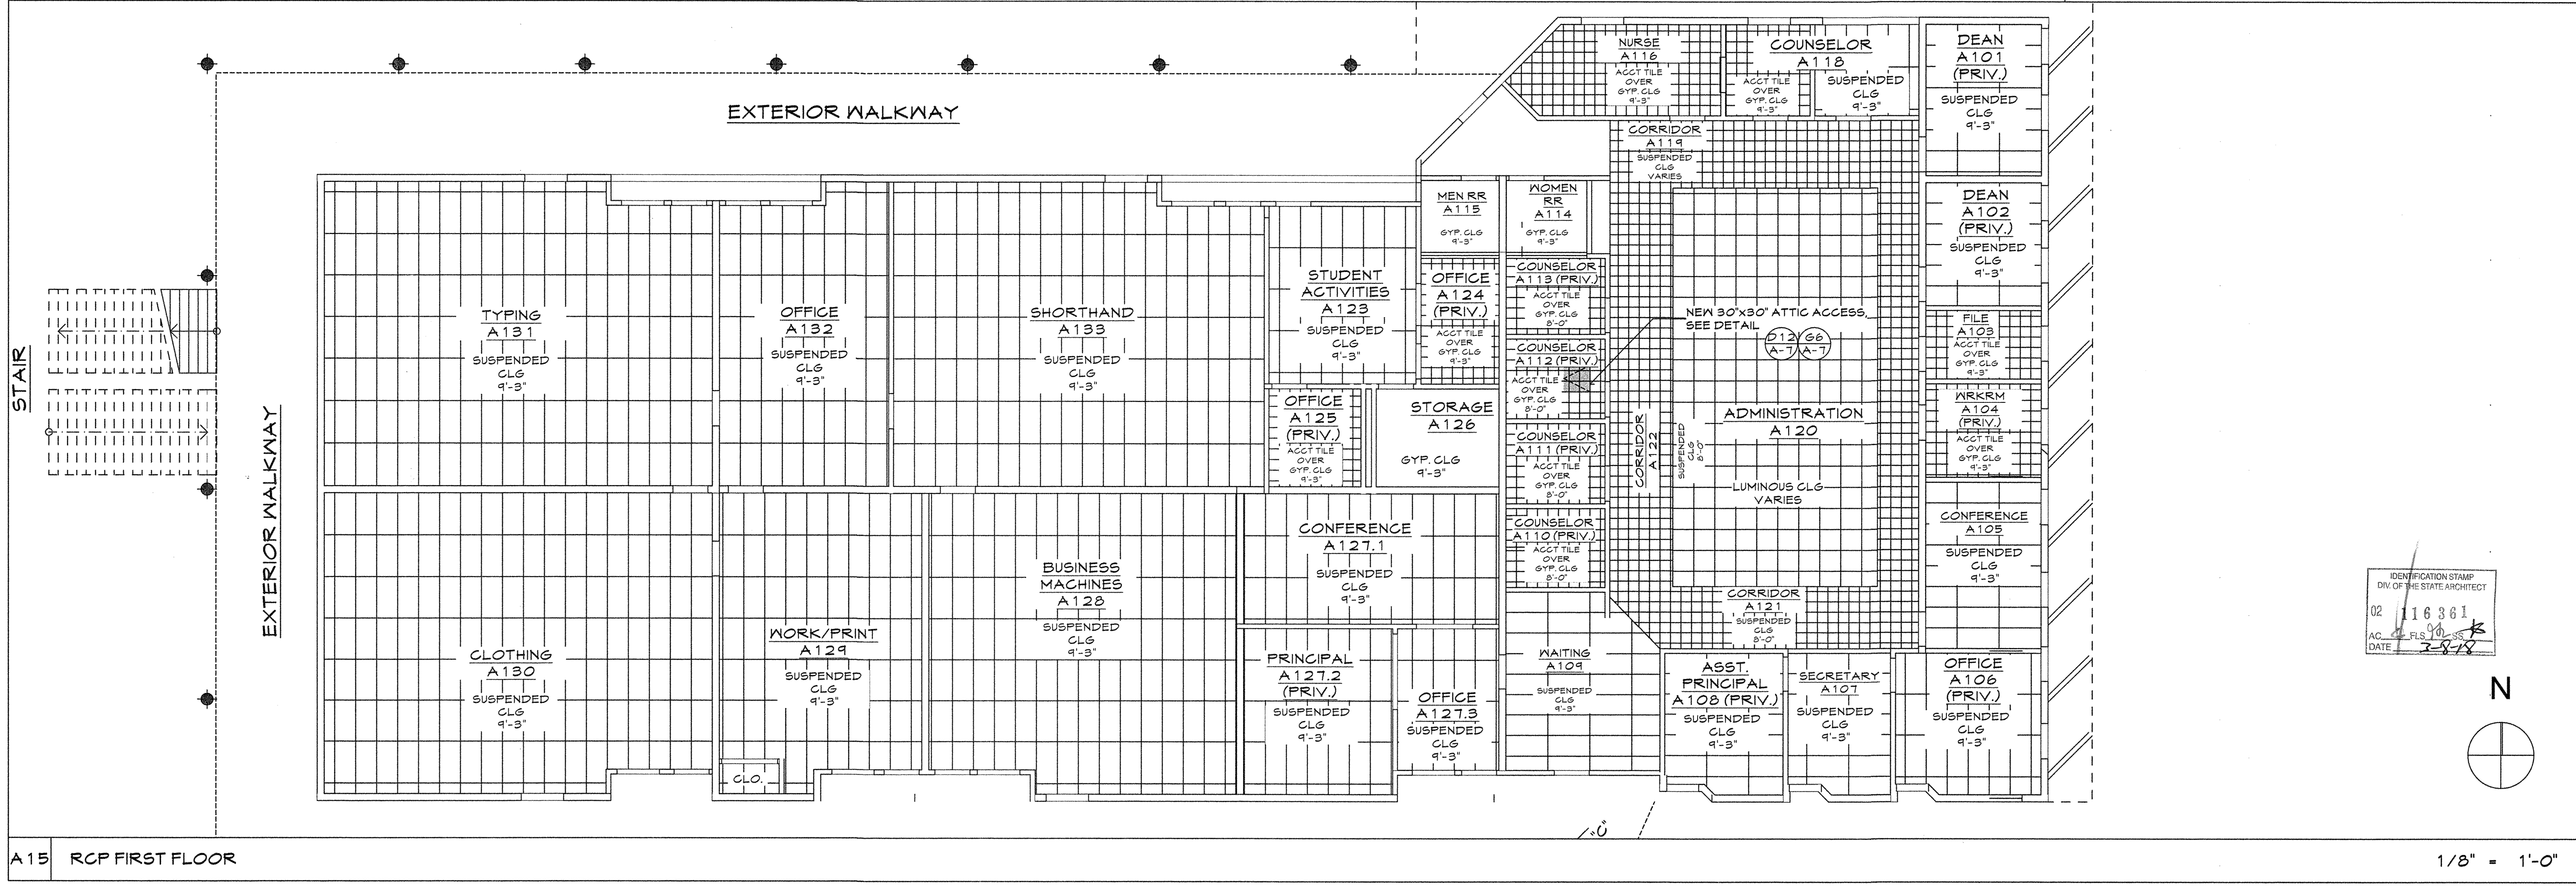 EXTERIOR WALKWAY
NURSE
A116
ACCT TILE
OVER
GYP. CLG
9'-3"
COUNSELOR
A118
ACCT TILE
OVER
GYP. CLG
9'-3"
SUSPENDED
CLG
9'-3"
DEAN
A101
(PRIV.)
SUSPENDED
CLG
9'-3"
CORRIDOR
A119
SUSPENDED
CLG
VARIES
MEN RR
A115
GYP. CLG
9'-3"
WOMEN
RR
A114
GYP. CLG
9'-3"
DEAN
A102
(PRIV.)
SUSPENDED
CLG
9'-3"
STAIR
EXTERIOR WALKWAY
TYPING
A131
SUSPENDED
CLG
9'-3"
OFFICE
A132
SUSPENDED
CLG
9'-3"
SHORTHAND
A133
SUSPENDED
CLG
9'-3"
STUDENT
ACTIVITIES
A123
SUSPENDED
CLG
9'-3"
OFFICE
A124
(PRIV.)
ACCT TILE
OVER
GYP. CLG
9'-3"
COUNSELOR
A113 (PRIV.)
ACCT TILE
OVER
GYP. CLG
8'-0"
COUNSELOR
A112 (PRIV.)
ACCT TILE
OVER
GYP. CLG
8'-0"
NEW 30"x30" ATTIC ACCESS,
SEE DETAIL
D12
A-7
G6
A-7
FILE
A103
ACCT TILE
OVER
GYP. CLG
9'-3"
WRKRM
A104
(PRIV.)
ACCT TILE
OVER
GYP. CLG
9'-3"
OFFICE
A125
(PRIV.)
ACCT TILE
OVER
GYP. CLG
9'-3"
STORAGE
A126
GYP. CLG
9'-3"
COUNSELOR
A111 (PRIV.)
ACCT TILE
OVER
GYP. CLG
8'-0"
CORRIDOR
A122
SUSPENDED
CLG
8'-0"
ADMINISTRATION
A120
LUMINOUS CLG
VARIES
COUNSELOR
A110 (PRIV.)
ACCT TILE
OVER
GYP. CLG
8'-0"
CONFERENCE
A105
SUSPENDED
CLG
9'-3"
CONFERENCE
A127.1
SUSPENDED
CLG
9'-3"
BUSINESS
MACHINES
A128
SUSPENDED
CLG
9'-3"
CORRIDOR
A121
SUSPENDED
CLG
8'-0"
CLOTHING
A130
SUSPENDED
CLG
9'-3"
WORK/PRINT
A129
SUSPENDED
CLG
9'-3"
CLO.
PRINCIPAL
A127.2
(PRIV.)
SUSPENDED
CLG
9'-3"
OFFICE
A127.3
SUSPENDED
CLG
9'-3"
WAITING
A109
SUSPENDED
CLG
9'-3"
ASST.
PRINCIPAL
A108 (PRIV.)
SUSPENDED
CLG
9'-3"
SECRETARY
A107
SUSPENDED
CLG
9'-3"
OFFICE
A106
(PRIV.)
SUSPENDED
CLG
9'-3"
IDENTIFICATION STAMP
DIV. OF THE STATE ARCHITECT
02 116361
AC FLS SS
DATE 3-8-18
N
A15 RCP FIRST FLOOR
1/8" = 1'-0"